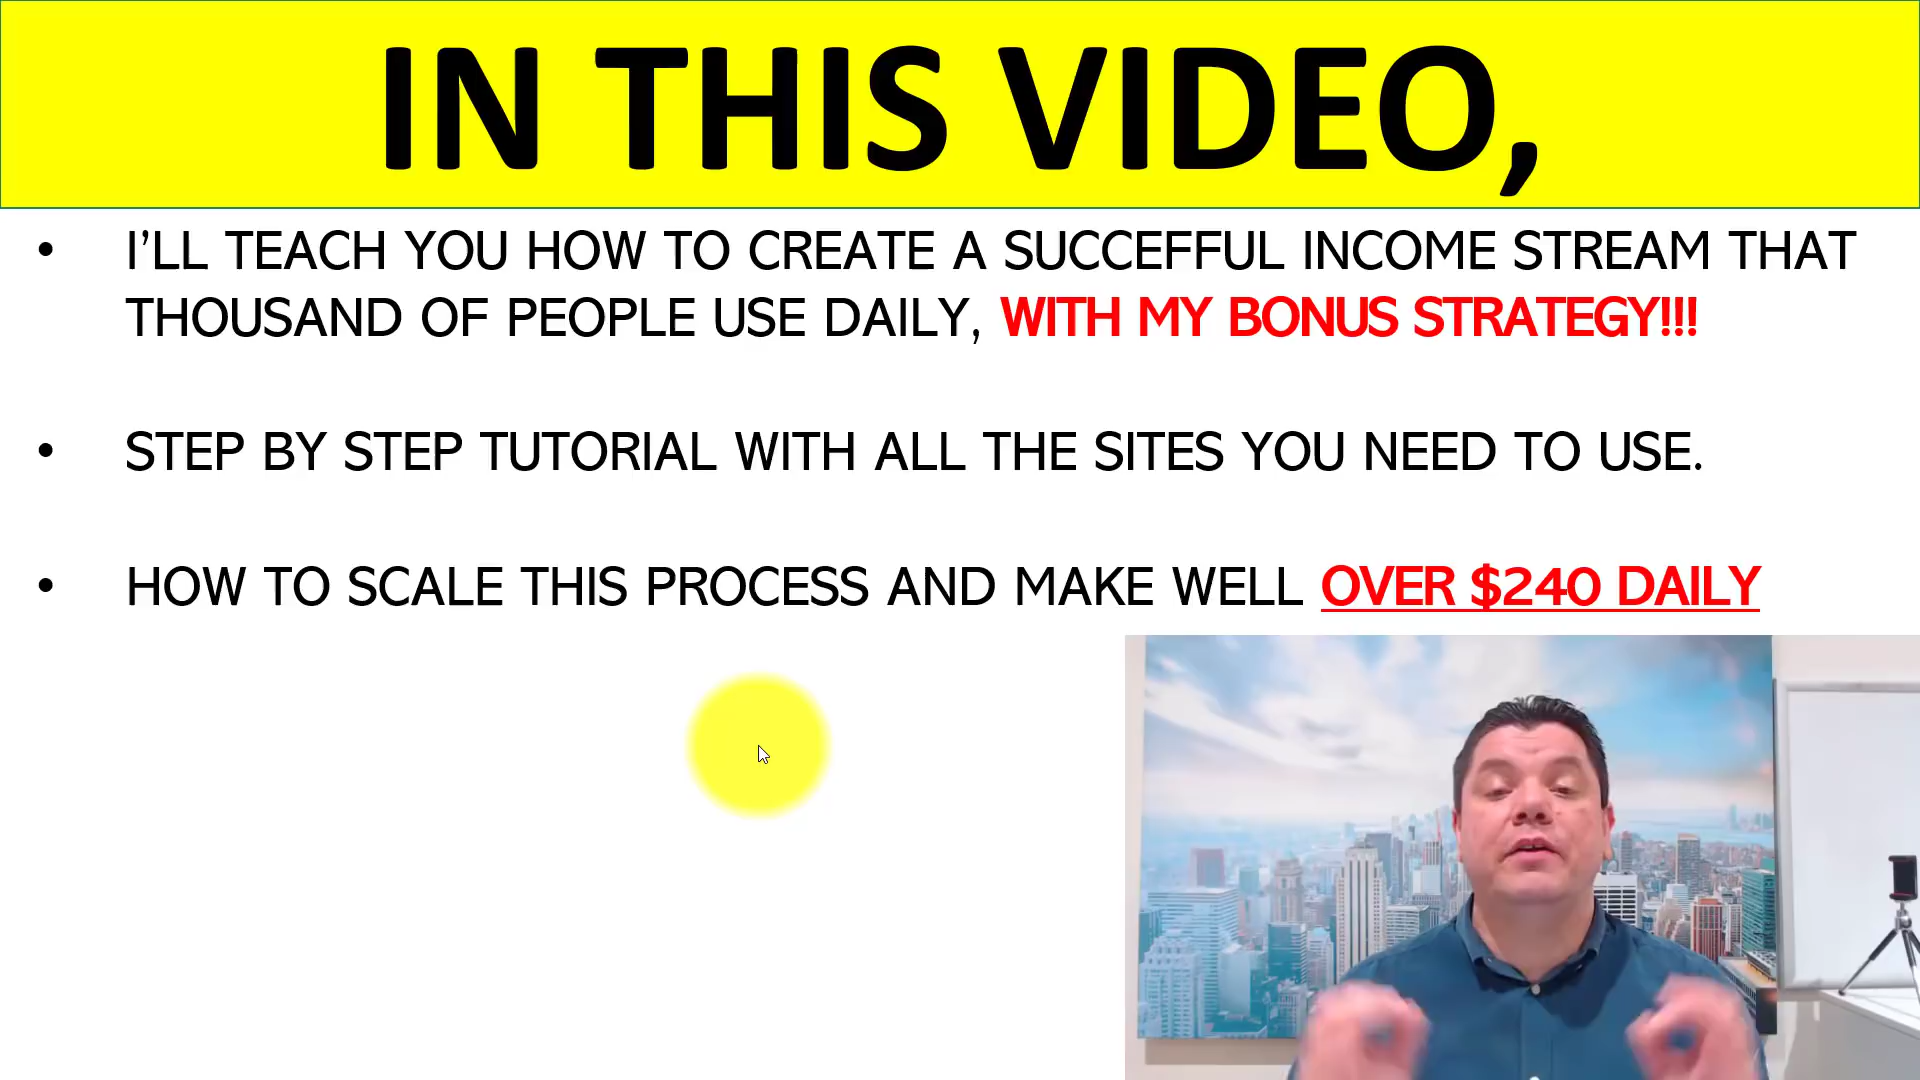 IN THIS VIDEO,
• I'LL TEACH YOU HOW TO CREATE A SUCCEFFUL INCOME STREAM THAT
THOUSAND OF PEOPLE USE DAILY, WITH MY BONUS STRATEGY!!!
• STEP BY STEP TUTORIAL WITH ALL THE SITES YOU NEED TO USE.
• HOW TO SCALE THIS PROCESS AND MAKE WELL OVER $240 DAILY